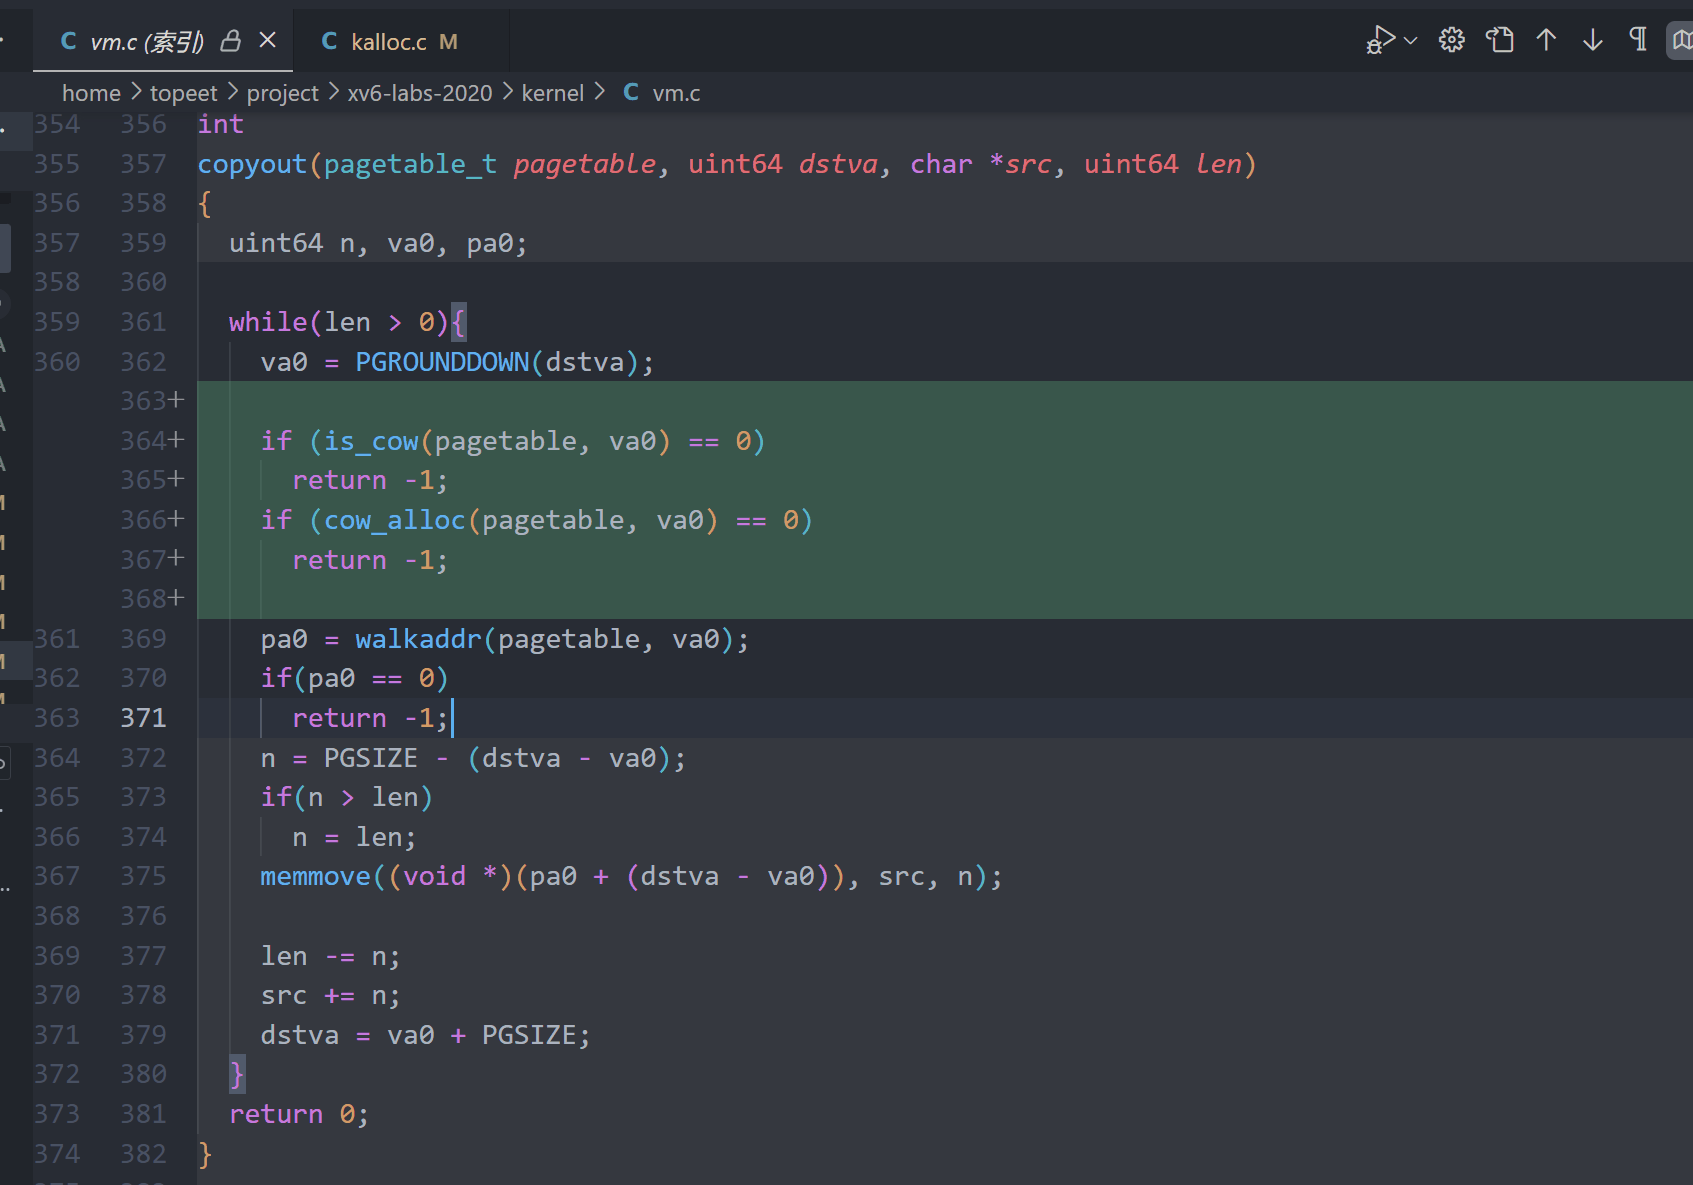 C vm.c (索引) C kalloc.c M
home > topeet > project > xv6-labs-2020 > kernel > C vm.c
354 356 int
355 357 copyout(pagetable_t pagetable, uint64 dstva, char *src, uint64 len)
356 358 {
357 359 uint64 n, va0, pa0;
358 360
359 361 while(len > 0){
360 362 va0 = PGROUNDDOWN(dstva);
363+
364+ if (is_cow(pagetable, va0) == 0)
365+ return -1;
366+ if (cow_alloc(pagetable, va0) == 0)
367+ return -1;
368+
361 369 pa0 = walkaddr(pagetable, va0);
362 370 if(pa0 == 0)
363 371 return -1;
364 372 n = PGSIZE - (dstva - va0);
365 373 if(n > len)
366 374 n = len;
367 375 memmove((void *)(pa0 + (dstva - va0)), src, n);
368 376
369 377 len -= n;
370 378 src += n;
371 379 dstva = va0 + PGSIZE;
372 380 }
373 381 return 0;
374 382 }